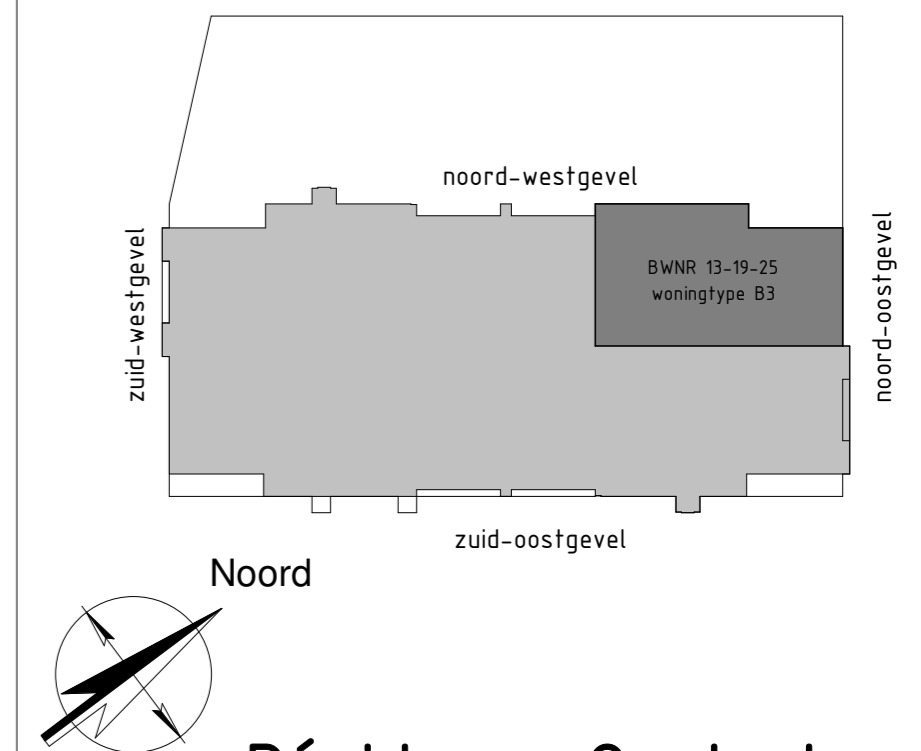 noord-westgevel
zuid-westgevel
BWNR 13-19-25
woningtype B3
noord-oostgevel
zuid-oostgevel
Noord